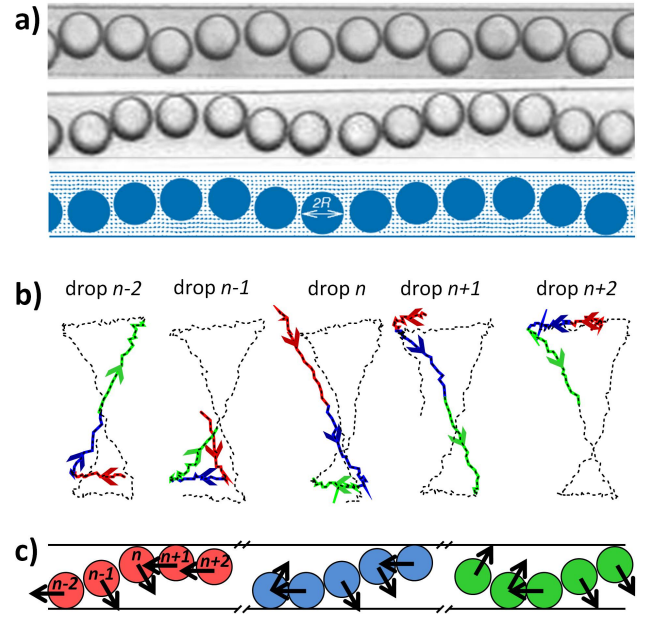 a)
2R
b)
drop n-2
drop n-1
drop n
drop n+1
drop n+2
c)
n-2
n-1
n
n+1
n+2